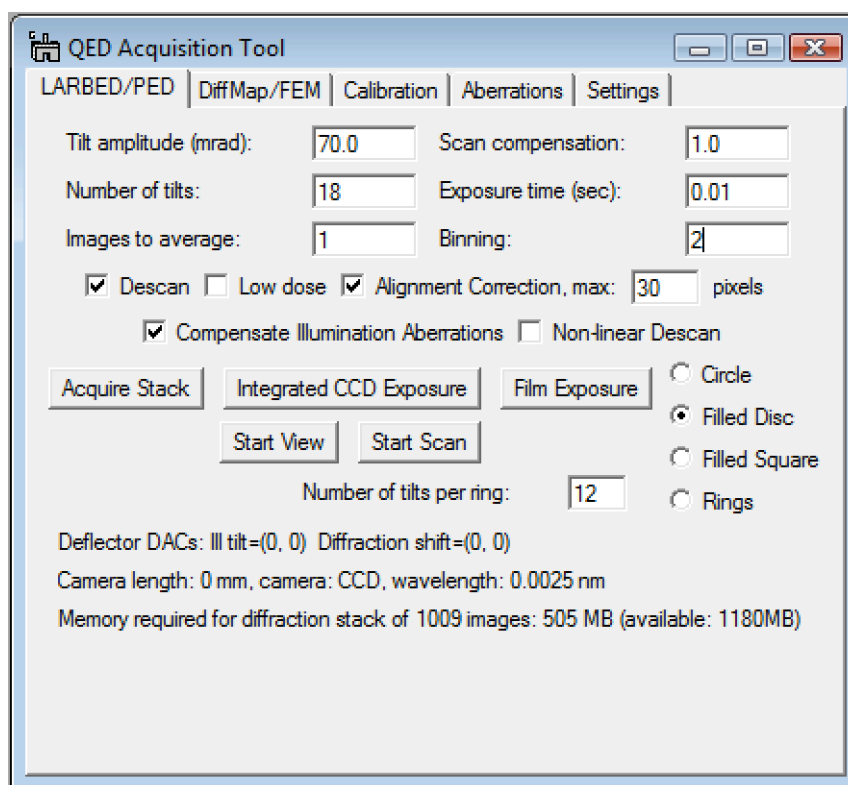 QED Acquisition Tool
LARBED/PED DiffMap/FEM Calibration Aberrations Settings
Tilt amplitude (mrad): 70.0 Scan compensation: 1.0
Number of tilts: 18 Exposure time (sec): 0.01
Images to average: 1 Binning: 2
Descan Low dose Alignment Correction, max: 30 pixels
Compensate Illumination Aberrations Non-linear Descan
Acquire Stack Integrated CCD Exposure Film Exposure Circle
Filled Disc
Start View Start Scan Filled Square
Number of tilts per ring: 12 Rings
Deflector DACs: Ill tilt=(0, 0) Diffraction shift=(0, 0)
Camera length: 0 mm, camera: CCD, wavelength: 0.0025 nm
Memory required for diffraction stack of 1009 images: 505 MB (available: 1180MB)